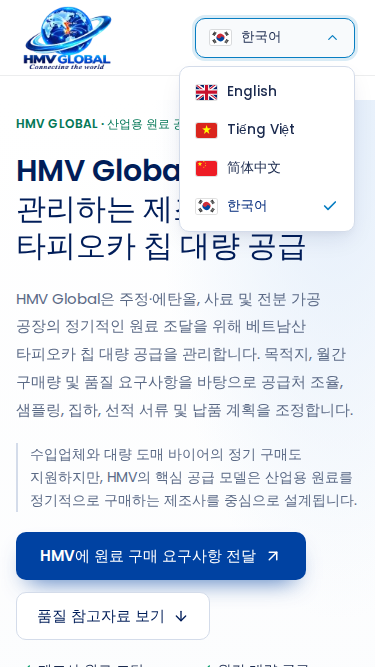 HMV GLOBAL
Connecting the world
한국어
English
Tiếng Việt
简体中文
한국어
HMV GLOBAL · 산업용 원료
HMV Globa
관리하는 제
타피오카 칩 대량 공급
HMV Global은 주정·에탄올, 사료 및 전분 가공
공장의 정기적인 원료 조달을 위해 베트남산
타피오카 칩 대량 공급을 관리합니다. 목적지, 월간
구매량 및 품질 요구사항을 바탕으로 공급처 조율,
샘플링, 집하, 선적 서류 및 납품 계획을 조정합니다.
수입업체와 대량 도매 바이어의 정기 구매도
지원하지만, HMV의 핵심 공급 모델은 산업용 원료를
정기적으로 구매하는 제조사를 중심으로 설계됩니다.
HMV에 원료 구매 요구사항 전달
품질 참고자료 보기